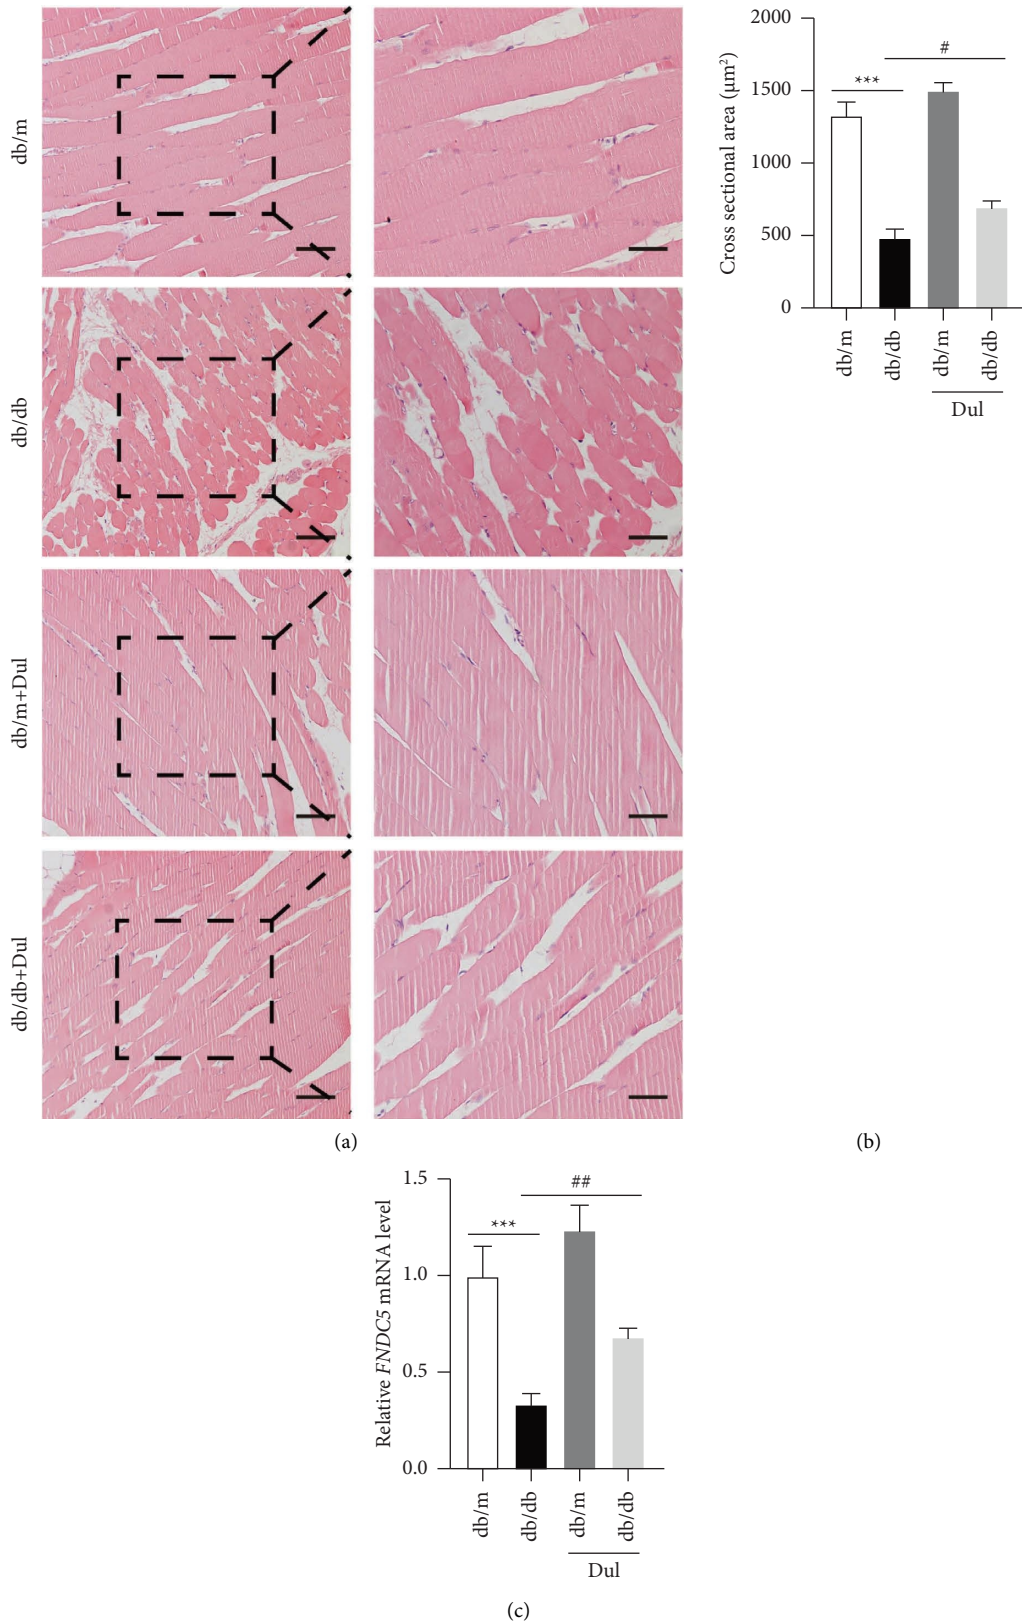 db/m
db/db
db/m+Dul
db/db+Dul
(a)
Cross sectional area (μm²)
2000
1500
1000
500
0
***
#
db/m
db/db
db/m
db/db
Dul
(b)
Relative FNDC5 mRNA level
1.5
1.0
0.5
0.0
***
##
db/m
db/db
db/m
db/db
Dul
(c)